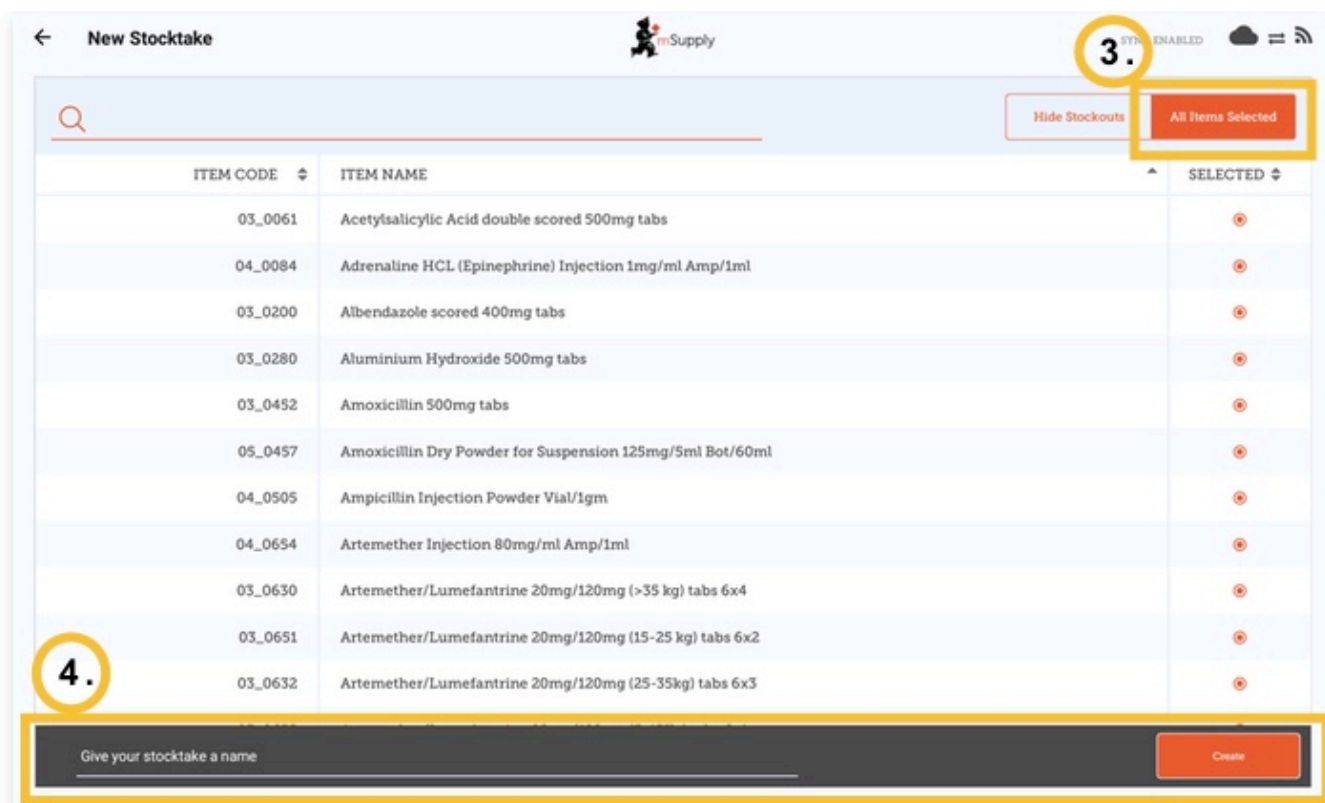 New Stocktake
mSupply
3.
ENABLED
Hide Stockouts
All Items Selected
ITEM CODE ITEM NAME SELECTED
03_0061 Acetylsalicylic Acid double scored 500mg tabs
04_0084 Adrenaline HCL (Epinephrine) Injection 1mg/ml Amp/1ml
03_0200 Albendazole scored 400mg tabs
03_0280 Aluminium Hydroxide 500mg tabs
03_0452 Amoxicillin 500mg tabs
05_0457 Amoxicillin Dry Powder for Suspension 125mg/5ml Bot/60ml
04_0505 Ampicillin Injection Powder Vial/1gm
04_0654 Artemether Injection 80mg/ml Amp/1ml
03_0630 Artemether/Lumefantrine 20mg/120mg (>35 kg) tabs 6x4
03_0651 Artemether/Lumefantrine 20mg/120mg (15-25 kg) tabs 6x2
4.
03_0632 Artemether/Lumefantrine 20mg/120mg (25-35kg) tabs 6x3
Give your stocktake a name
Create